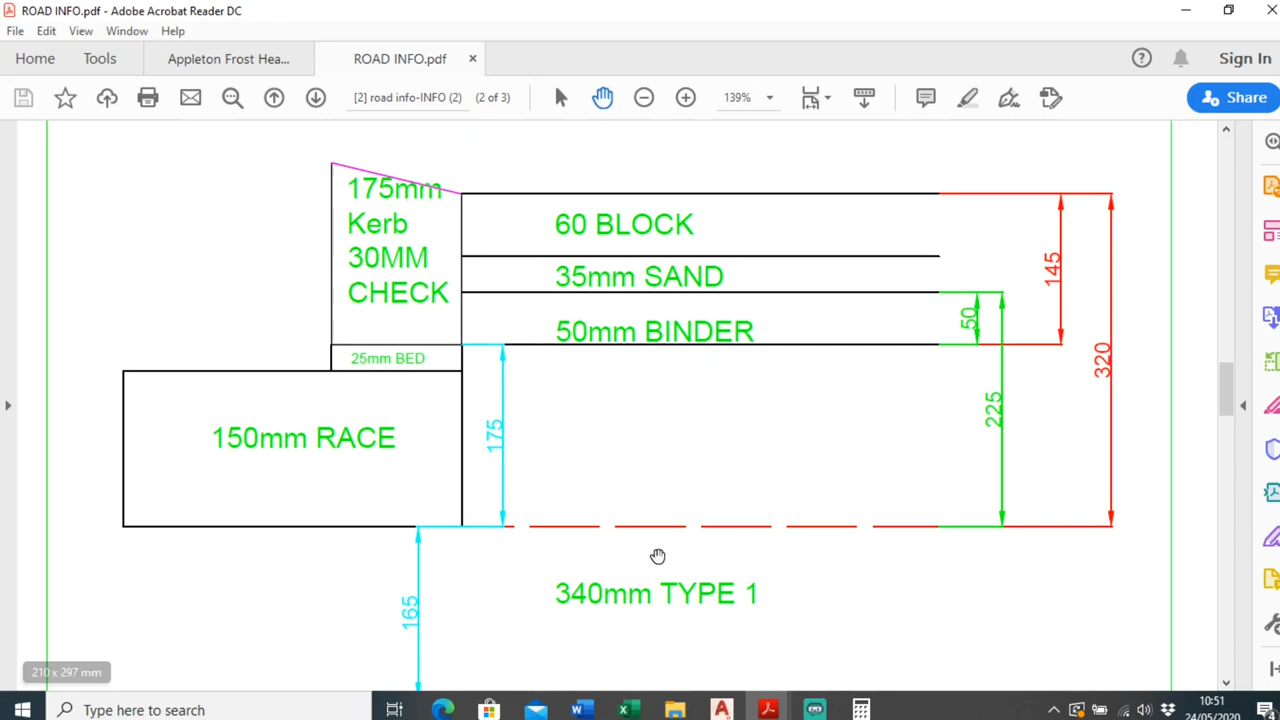 ROAD INFO.pdf - Adobe Acrobat Reader DC
File Edit View Window Help
Home Tools Appleton Frost Hea... ROAD INFO.pdf ×
[2] road info-INFO (2) (2 of 3) 139% Share
Sign In
175mm
Kerb
30MM
CHECK
60 BLOCK
35mm SAND
50mm BINDER
25mm BED
150mm RACE
340mm TYPE 1
145
50
320
225
175
165
210 x 297 mm
Type here to search
10:51
24/05/2020